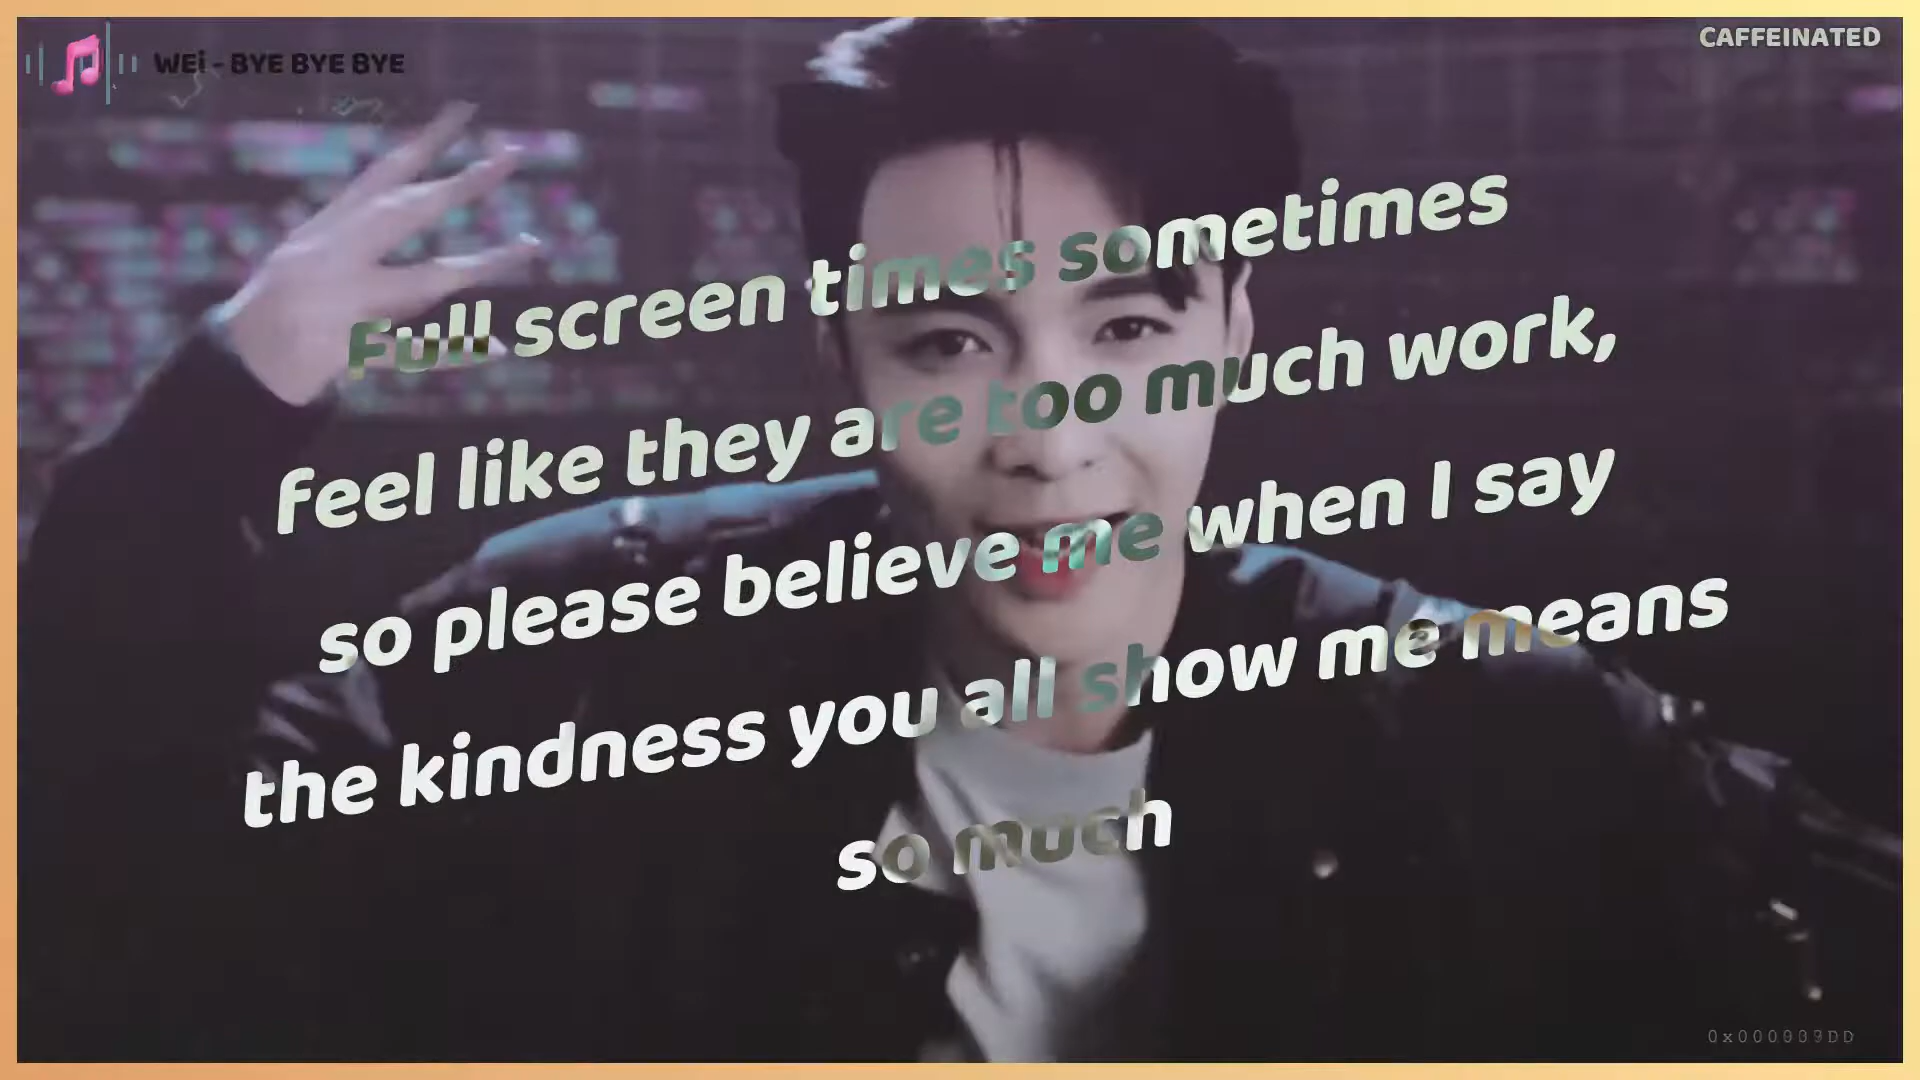 WEi - BYE BYE BYE
CAFFEINATED
Full screen times sometimes
feel like they are too much work,
so please believe me when I say
the kindness you all show me means
so much
0x000909DD